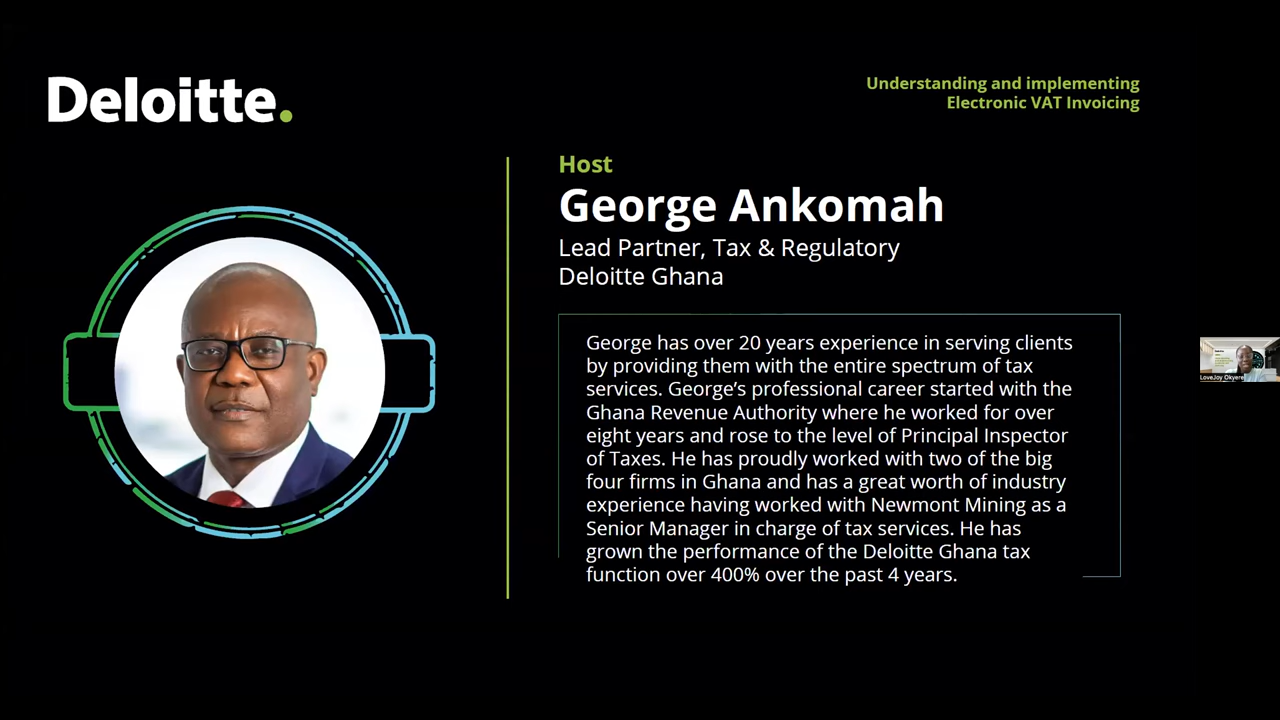 Deloitte.
Understanding and implementing
Electronic VAT Invoicing
Host
George Ankomah
Lead Partner, Tax & Regulatory
Deloitte Ghana
George has over 20 years experience in serving clients
by providing them with the entire spectrum of tax
services. George’s professional career started with the
Ghana Revenue Authority where he worked for over
eight years and rose to the level of Principal Inspector
of Taxes. He has proudly worked with two of the big
four firms in Ghana and has a great worth of industry
experience having worked with Newmont Mining as a
Senior Manager in charge of tax services. He has
grown the performance of the Deloitte Ghana tax
function over 400% over the past 4 years.
LoveJoy Okyere